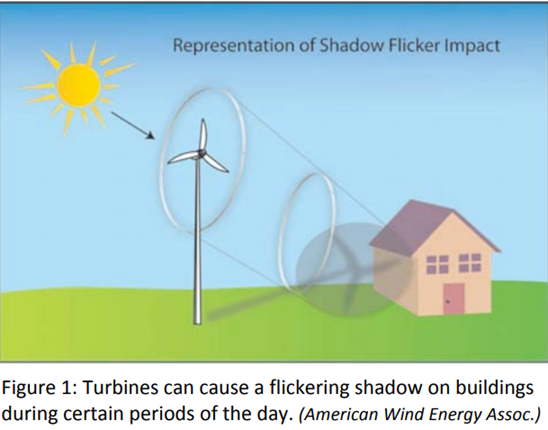 Representation of Shadow Flicker Impact
Figure 1: Turbines can cause a flickering shadow on buildings
during certain periods of the day. (American Wind Energy Assoc.)